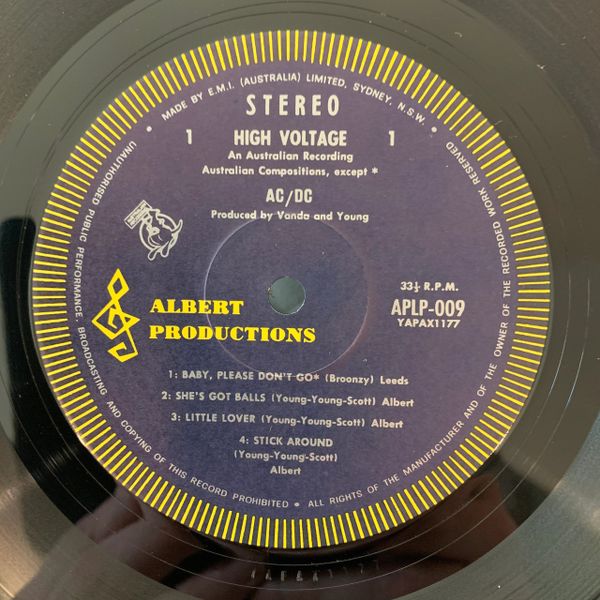 MADE BY E.M.I. (AUSTRALIA) LIMITED, SYDNEY, N.S.W. •
STEREO
1 HIGH VOLTAGE 1
An Australian Recording
Australian Compositions, except *
AC/DC
Produced by Vanda and Young
33⅓ R.P.M.
APLP-009
YAPAX1177
ALBERT
PRODUCTIONS
1: BABY, PLEASE DON'T GO* (Broonzy) Leeds
2: SHE'S GOT BALLS (Young-Young-Scott) Albert
3: LITTLE LOVER (Young-Young-Scott) Albert
4: STICK AROUND
(Young-Young-Scott)
Albert
• UNAUTHORISED PUBLIC PERFORMANCE, BROADCASTING AND COPYING OF THIS RECORD PROHIBITED • ALL RIGHTS OF THE MANUFACTURER AND OF THE OWNER OF THE RECORDED WORK RESERVED